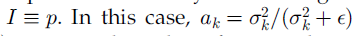 I ≡ p. In this case, a_k = σ_k^2/(σ_k^2 + ϵ)